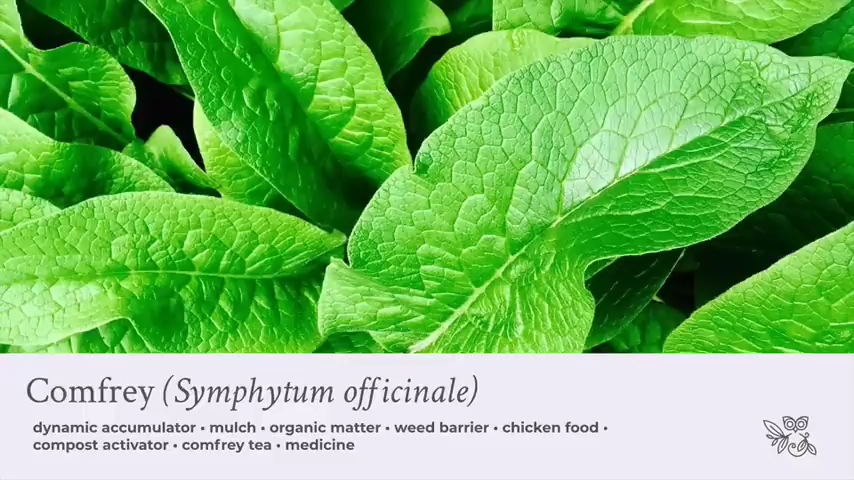 Comfrey (Symphytum officinale)
dynamic accumulator • mulch • organic matter • weed barrier • chicken food •
compost activator • comfrey tea • medicine